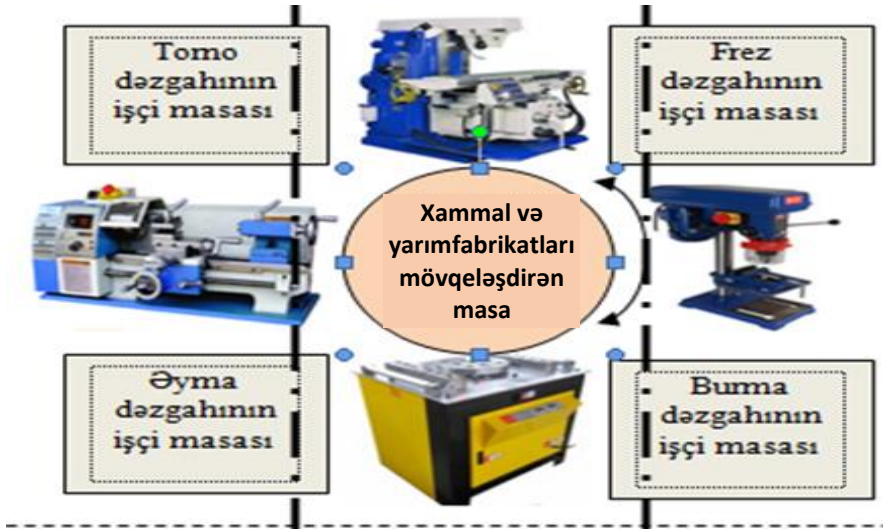 Tomo
dəzgahının
işçi masası
Frez
dəzgahının
işçi masası
Xammal və
yarımfabrikatları
mövqeləşdirən
masa
Əyma
dəzgahının
işçi masası
Burma
dəzgahının
işçi masası